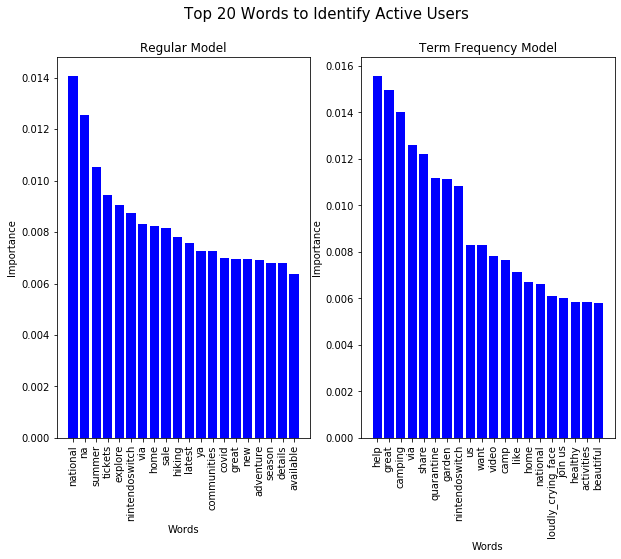 Top 20 Words to Identify Active Users
Regular Model
0.014
0.012
0.010
0.008
0.006
0.004
0.002
0.000
Importance
national
na
summer
tickets
explore
nintendoswitch
via
home
sale
hiking
latest
ya
communities
covid
great
new
adventure
season
details
available
Words
Term Frequency Model
0.016
0.014
0.012
0.010
0.008
0.006
0.004
0.002
0.000
Importance
help
great
camping
via
share
quarantine
garden
nintendoswitch
us
want
video
camp
like
home
national
loudly_crying_face
join us
healthy
activities
beautiful
Words